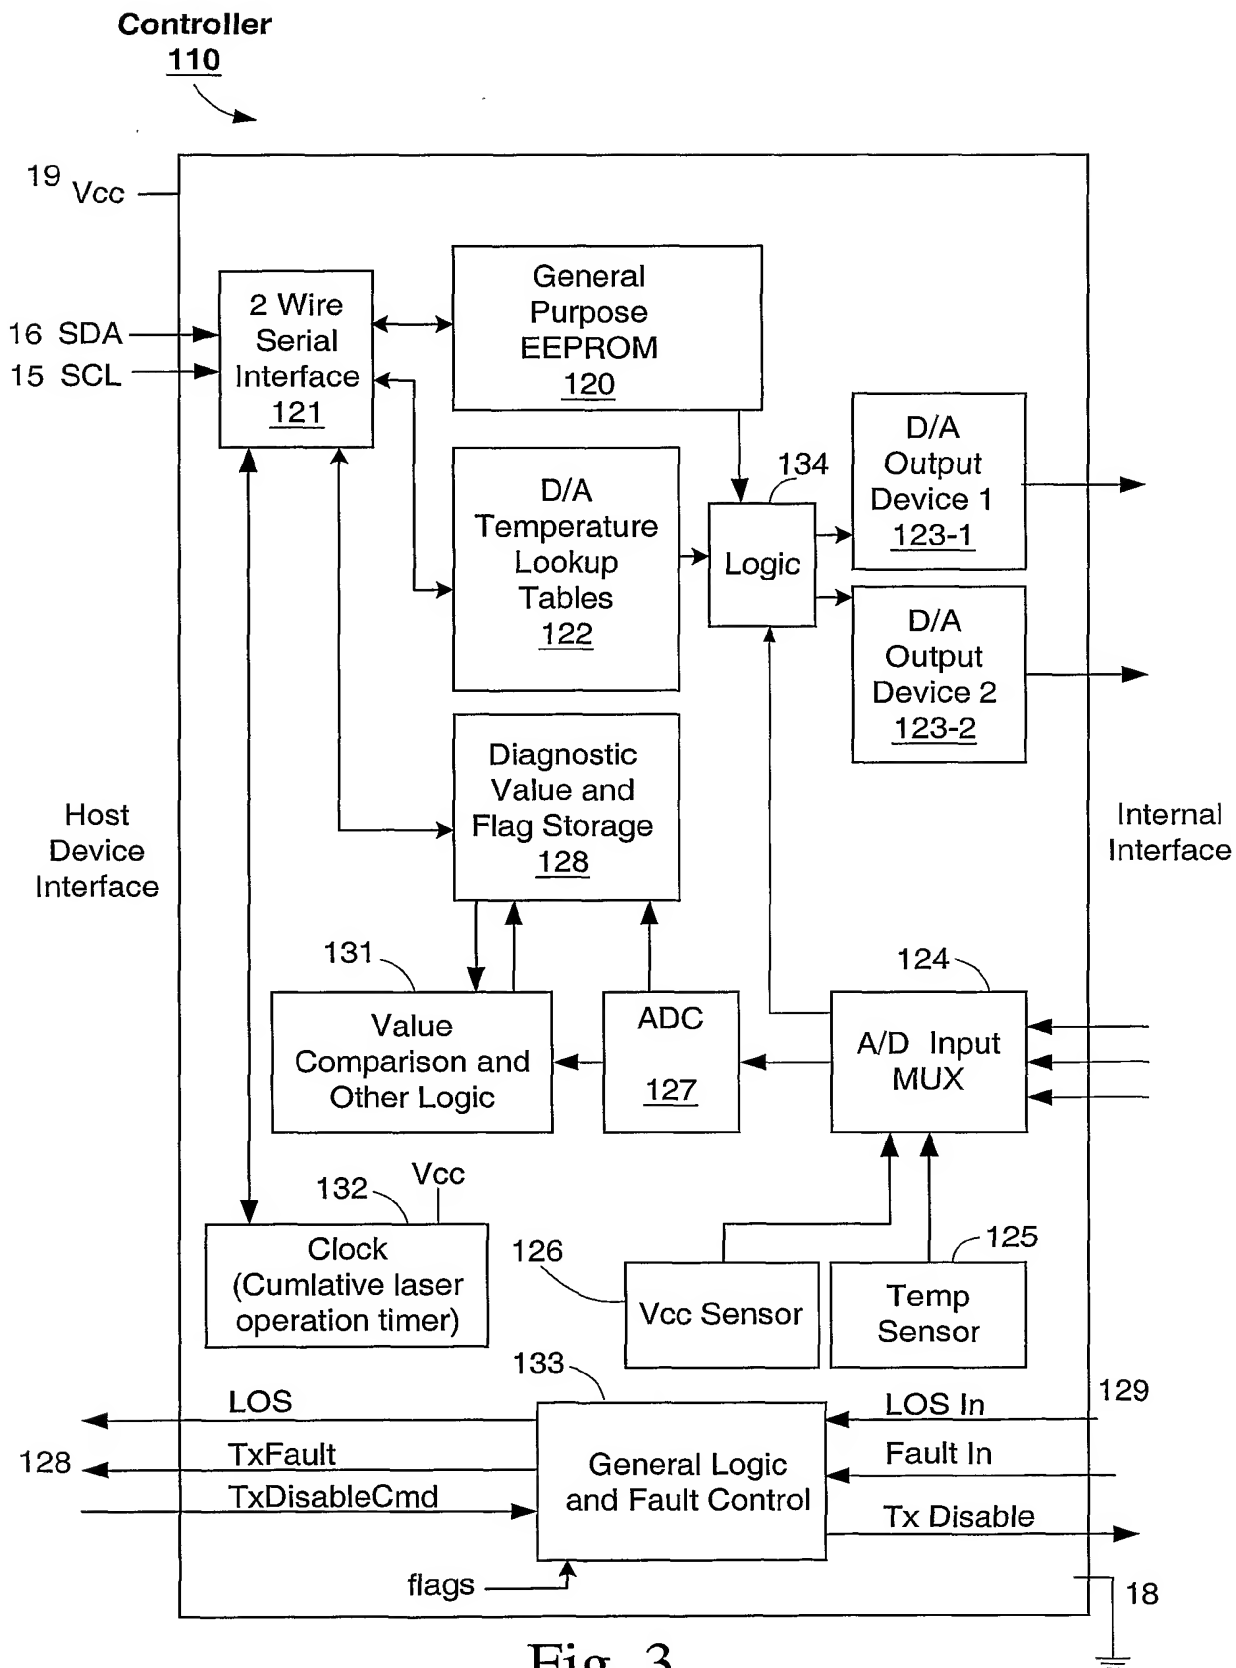 Controller
110
19 Vcc
16 SDA
15 SCL
2 Wire
Serial
Interface
121
General
Purpose
EEPROM
120
D/A
Temperature
Lookup
Tables
122
134
Logic
D/A
Output
Device 1
123-1
D/A
Output
Device 2
123-2
Host
Device
Interface
Internal
Interface
Diagnostic
Value and
Flag Storage
128
131
Value
Comparison and
Other Logic
ADC
127
124
A/D Input
MUX
132
Vcc
Clock
(Cumlative laser
operation timer)
126
Vcc Sensor
125
Temp
Sensor
133
General Logic
and Fault Control
LOS
128
TxFault
TxDisableCmd
flags
LOS In
129
Fault In
Tx Disable
18
Fig. 3